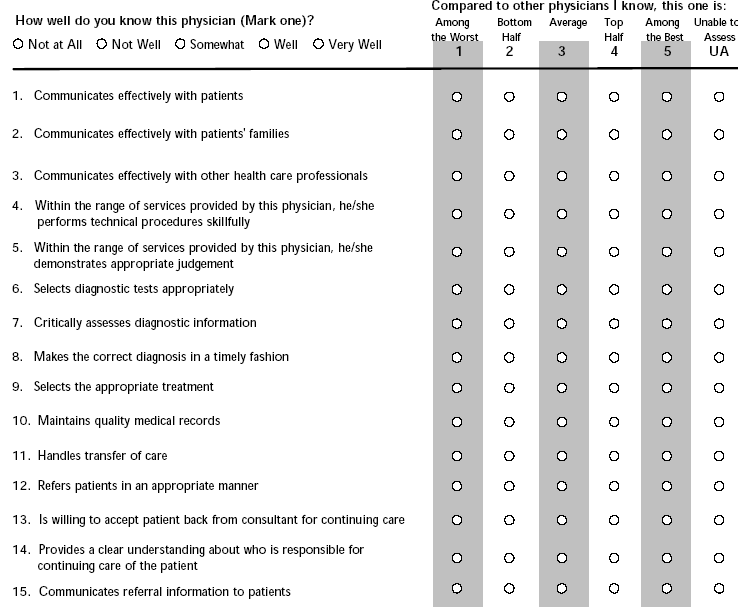 Compared to other physicians I know, this one is:
How well do you know this physician (Mark one)?
Not at All Not Well Somewhat Well Very Well
Among the Worst
Bottom Half
Average
Top Half
Among the Best
Unable to Assess
1 2 3 4 5 UA
1. Communicates effectively with patients
2. Communicates effectively with patients' families
3. Communicates effectively with other health care professionals
4. Within the range of services provided by this physician, he/she
performs technical procedures skillfully
5. Within the range of services provided by this physician, he/she
demonstrates appropriate judgement
6. Selects diagnostic tests appropriately
7. Critically assesses diagnostic information
8. Makes the correct diagnosis in a timely fashion
9. Selects the appropriate treatment
10. Maintains quality medical records
11. Handles transfer of care
12. Refers patients in an appropriate manner
13. Is willing to accept patient back from consultant for continuing care
14. Provides a clear understanding about who is responsible for
continuing care of the patient
15. Communicates referral information to patients